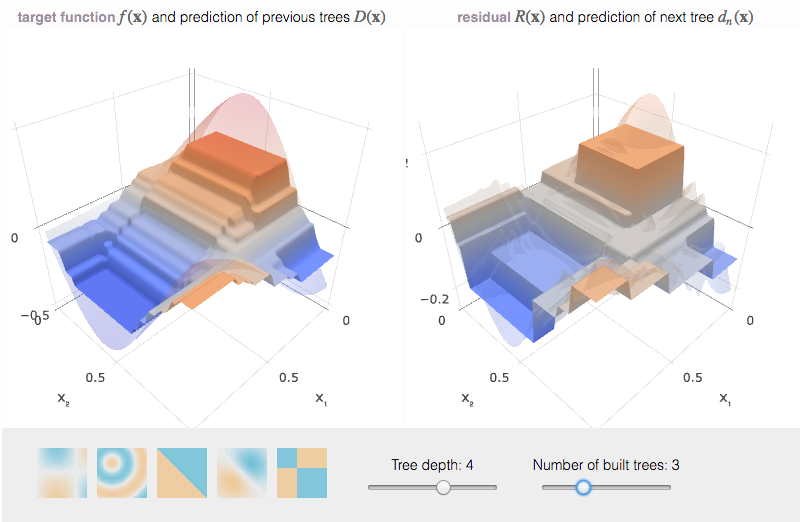 target function f(x) and prediction of previous trees D(x)
residual R(x) and prediction of next tree dn(x)
0
−0.5
0
0.5
0.5
0
x₂
x₁
0
−0.2
0
0.5
0.5
0
x₂
x₁
Tree depth: 4
Number of built trees: 3